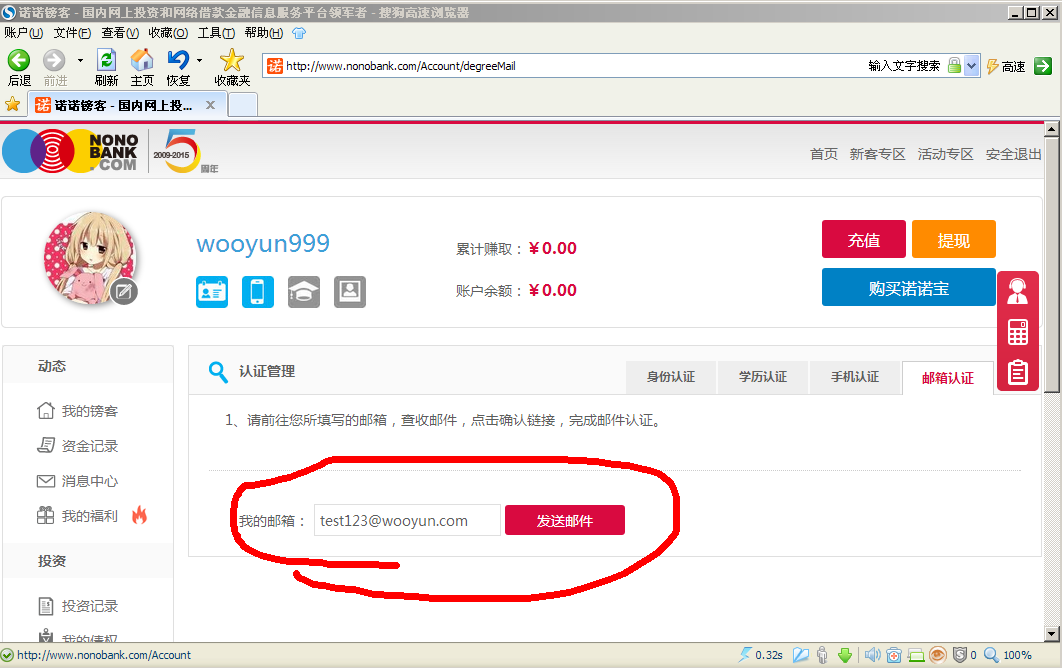 诺诺镑客 - 国内网上投资和网络借款金融信息服务平台领军者 - 搜狗高速浏览器
账户(U) 文件(F) 查看(V) 收藏(O) 工具(T) 帮助(H)
后退 前进 刷新 主页 恢复 收藏夹
诺 http://www.nonobank.com/Account/degreeMail 输入文字搜索 高速
诺 诺诺镑客 - 国内网上投... x
NONO
BANK
.COM
2009-2015 5
周年
首页 新客专区 活动专区 安全退出
wooyun999
累计赚取：￥0.00
账户余额：￥0.00
充值 提现
购买诺诺宝
动态
我的镑客
资金记录
消息中心
我的福利
投资
投资记录
我的债权
认证管理 身份认证 学历认证 手机认证 邮箱认证
1、请前往您所填写的邮箱，查收邮件，点击确认链接，完成邮件认证。
我的邮箱： test123@wooyun.com 发送邮件
http://www.nonobank.com/Account 0.32s 0 100%